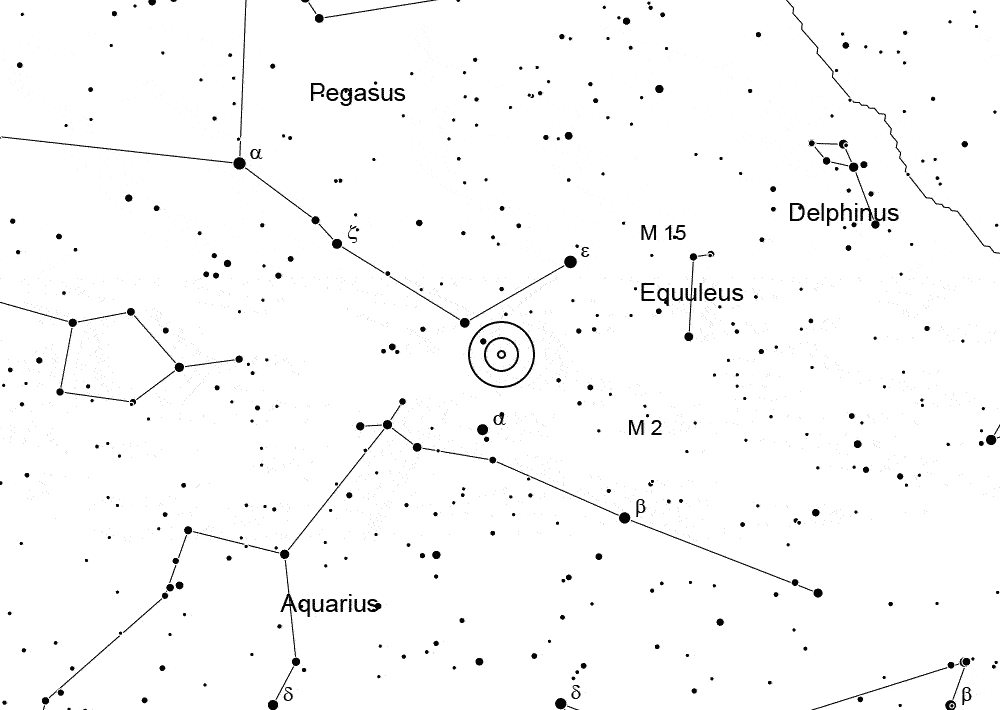 Pegasus
α
Delphinus
ζ
M 15
ε
Equuleus
α
M 2
β
Aquarius
δ
δ
β